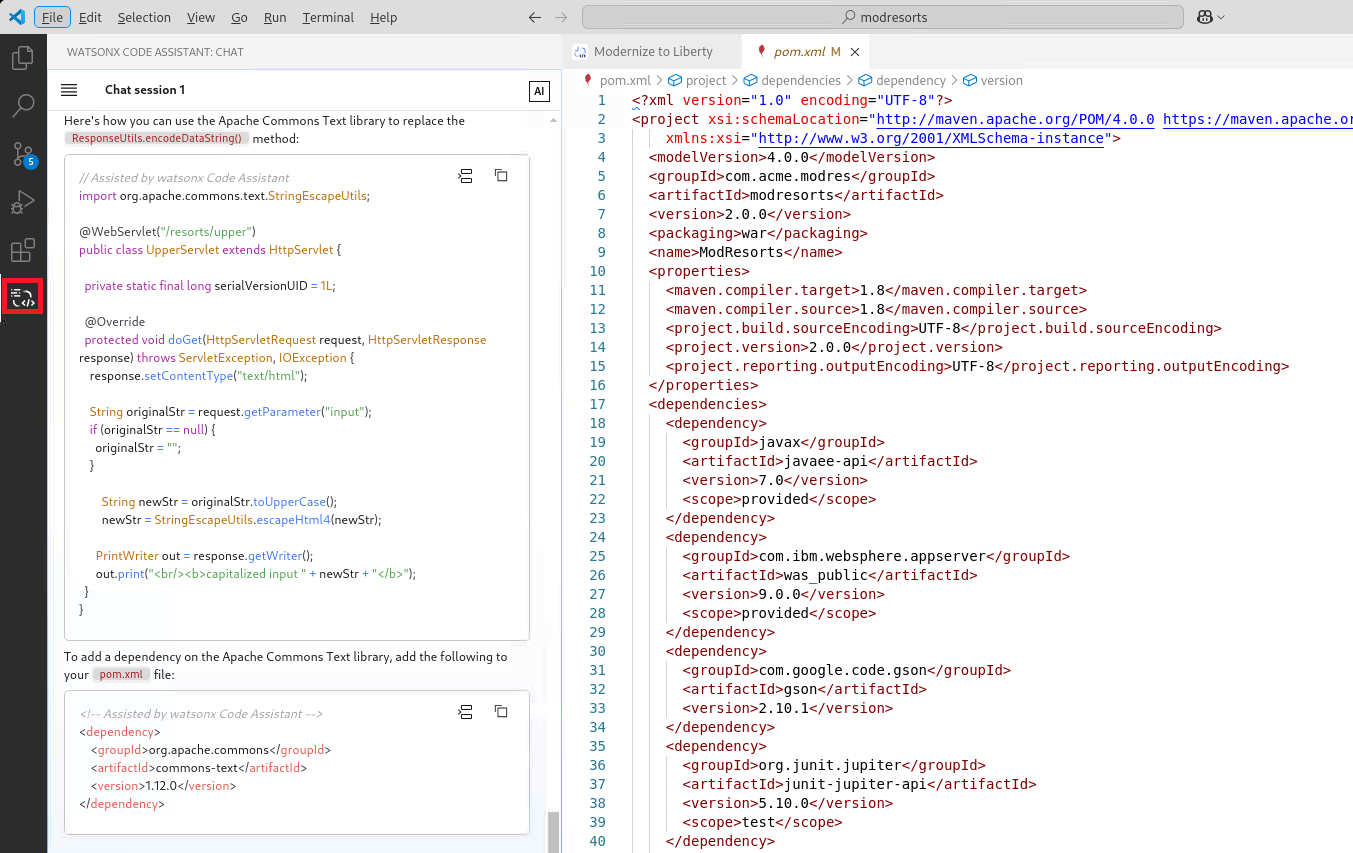 File Edit Selection View Go Run Terminal Help
modresorts
WATSONX CODE ASSISTANT: CHAT
Chat session 1
AI
5
Here's how you can use the Apache Commons Text library to replace the
ResponseUtils.encodeDataString() method:
// Assisted by watsonx Code Assistant
import org.apache.commons.text.StringEscapeUtils;
@WebServlet("/resorts/upper")
public class UpperServlet extends HttpServlet {
private static final long serialVersionUID = 1L;
@Override
protected void doGet(HttpServletRequest request, HttpServletResponse
response) throws ServletException, IOException {
response.setContentType("text/html");
String originalStr = request.getParameter("input");
if (originalStr == null) {
originalStr = "";
}
String newStr = originalStr.toUpperCase();
newStr = StringEscapeUtils.escapeHtml4(newStr);
PrintWriter out = response.getWriter();
out.print("<br/><b>capitalized input " + newStr + "</b>");
}
}
To add a dependency on the Apache Commons Text library, add the following to
your pom.xml file:
<!-- Assisted by watsonx Code Assistant -->
<dependency>
<groupId>org.apache.commons</groupId>
<artifactId>commons-text</artifactId>
<version>1.12.0</version>
</dependency>
Modernize to Liberty
pom.xml M
pom.xml > project > dependencies > dependency > version
1 <?xml version="1.0" encoding="UTF-8"?>
2 <project xsi:schemaLocation="http://maven.apache.org/POM/4.0.0 https://maven.apache.or
3 xmlns:xsi="http://www.w3.org/2001/XMLSchema-instance">
4 <modelVersion>4.0.0</modelVersion>
5 <groupId>com.acme.modres</groupId>
6 <artifactId>modresorts</artifactId>
7 <version>2.0.0</version>
8 <packaging>war</packaging>
9 <name>ModResorts</name>
10 <properties>
11 <maven.compiler.target>1.8</maven.compiler.target>
12 <maven.compiler.source>1.8</maven.compiler.source>
13 <project.build.sourceEncoding>UTF-8</project.build.sourceEncoding>
14 <project.version>2.0.0</project.version>
15 <project.reporting.outputEncoding>UTF-8</project.reporting.outputEncoding>
16 </properties>
17 <dependencies>
18 <dependency>
19 <groupId>javax</groupId>
20 <artifactId>javaee-api</artifactId>
21 <version>7.0</version>
22 <scope>provided</scope>
23 </dependency>
24 <dependency>
25 <groupId>com.ibm.websphere.appserver</groupId>
26 <artifactId>was_public</artifactId>
27 <version>9.0.0</version>
28 <scope>provided</scope>
29 </dependency>
30 <dependency>
31 <groupId>com.google.code.gson</groupId>
32 <artifactId>gson</artifactId>
33 <version>2.10.1</version>
34 </dependency>
35 <dependency>
36 <groupId>org.junit.jupiter</groupId>
37 <artifactId>junit-jupiter-api</artifactId>
38 <version>5.10.0</version>
39 <scope>test</scope>
40 </dependency>